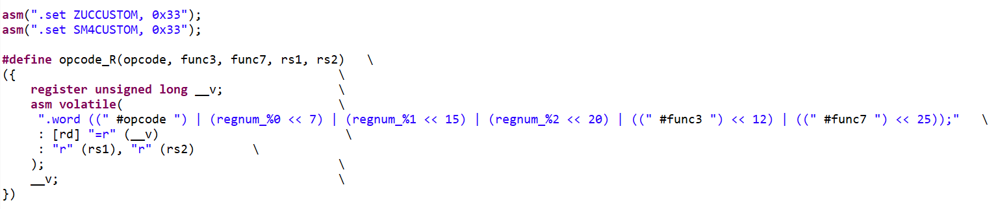 asm(".set ZUCCUSTOM, 0x33");
asm(".set SM4CUSTOM, 0x33");

#define opcode_R(opcode, func3, func7, rs1, rs2)   \
({                                              \
    register unsigned long __v;                 \
    asm volatile(                               \
     ".word ((" #opcode ") | (regnum_%0 << 7) | (regnum_%1 << 15) | (regnum_%2 << 20) | ((" #func3 ") << 12) | ((" #func7 ") << 25));"   \
     : [rd] "=r" (__v)                          \
     : "r" (rs1), "r" (rs2)        \
    );                                          \
    __v;                                        \
})